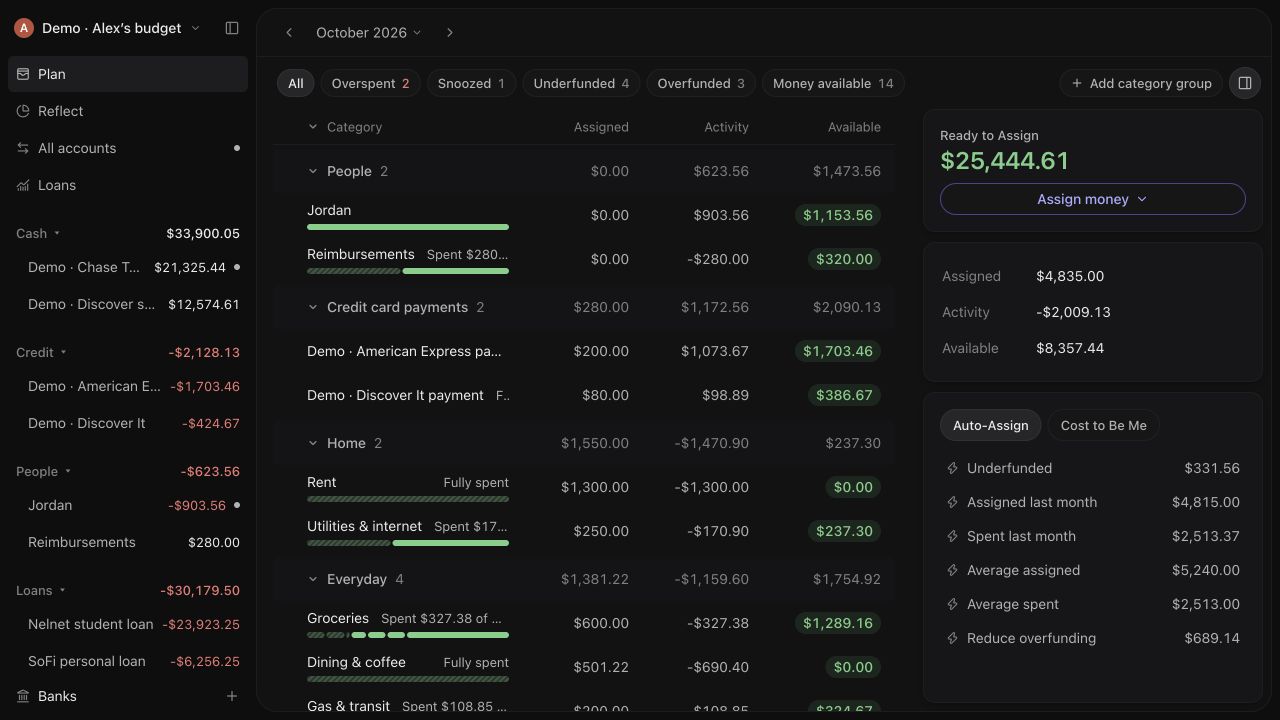 A Demo · Alex's budget
Plan
Reflect
All accounts
Loans
Cash $33,900.05
Demo · Chase T... $21,325.44
Demo · Discover s... $12,574.61
Credit -$2,128.13
Demo · American E... -$1,703.46
Demo · Discover It -$424.67
People -$623.56
Jordan -$903.56
Reimbursements $280.00
Loans -$30,179.50
Nelnet student loan -$23,923.25
SoFi personal loan -$6,256.25
Banks
October 2026
All Overspent 2 Snoozed 1 Underfunded 4 Overfunded 3 Money available 14 Add category group
Category Assigned Activity Available
People 2 $0.00 $623.56 $1,473.56
Jordan $0.00 $903.56 $1,153.56
Reimbursements Spent $280... $0.00 -$280.00 $320.00
Credit card payments 2 $280.00 $1,172.56 $2,090.13
Demo · American Express pa... $200.00 $1,073.67 $1,703.46
Demo · Discover It payment F.. $80.00 $98.89 $386.67
Home 2 $1,550.00 -$1,470.90 $237.30
Rent Fully spent $1,300.00 -$1,300.00 $0.00
Utilities & internet Spent $17... $250.00 -$170.90 $237.30
Everyday 4 $1,381.22 -$1,159.60 $1,754.92
Groceries Spent $327.38 of ... $600.00 -$327.38 $1,289.16
Dining & coffee Fully spent $501.22 -$690.40 $0.00
Gas & transit Spent $108.85 ... $200.00 -$108.85 $324.67
Ready to Assign
$25,444.61
Assign money
Assigned $4,835.00
Activity -$2,009.13
Available $8,357.44
Auto-Assign Cost to Be Me
Underfunded $331.56
Assigned last month $4,815.00
Spent last month $2,513.37
Average assigned $5,240.00
Average spent $2,513.00
Reduce overfunding $689.14